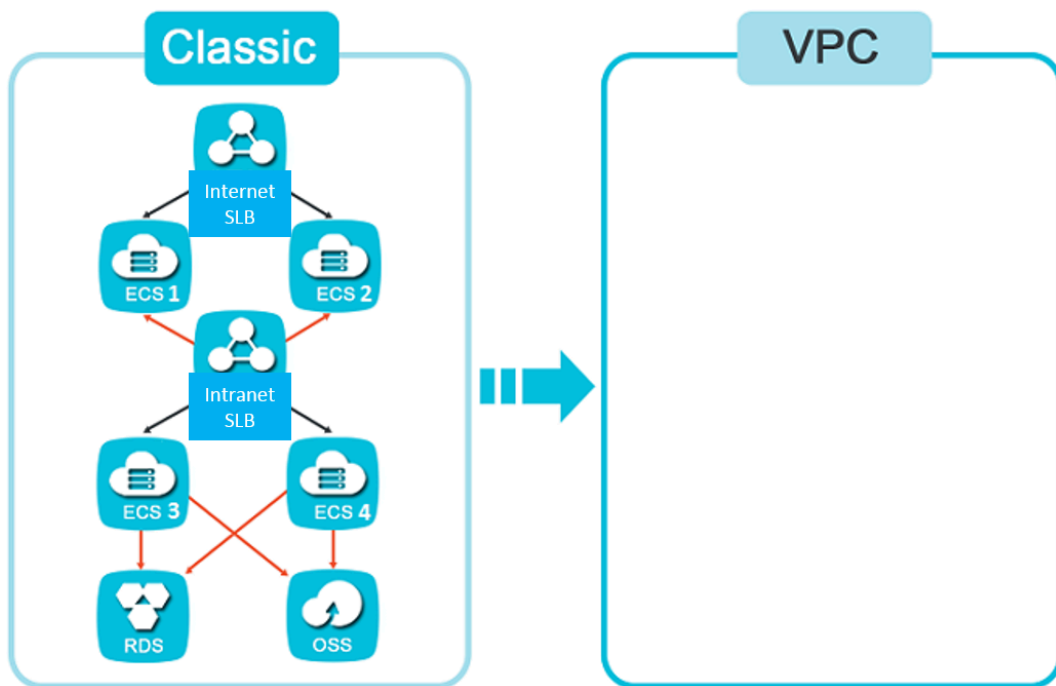 Classic
VPC
Internet
SLB
ECS 1
ECS 2
Intranet
SLB
ECS 3
ECS 4
RDS
OSS